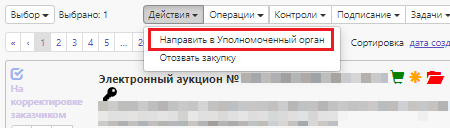 Выбор Выбрано: 1 Действия Операции Контроли Подписание Задачи
« ‹ 1 2 3 4 5 ... 2 Направить в Уполномоченный орган Сортировка дата созд
Отозвать закупку
Электронный аукцион №
На
корректировке
заказчиком